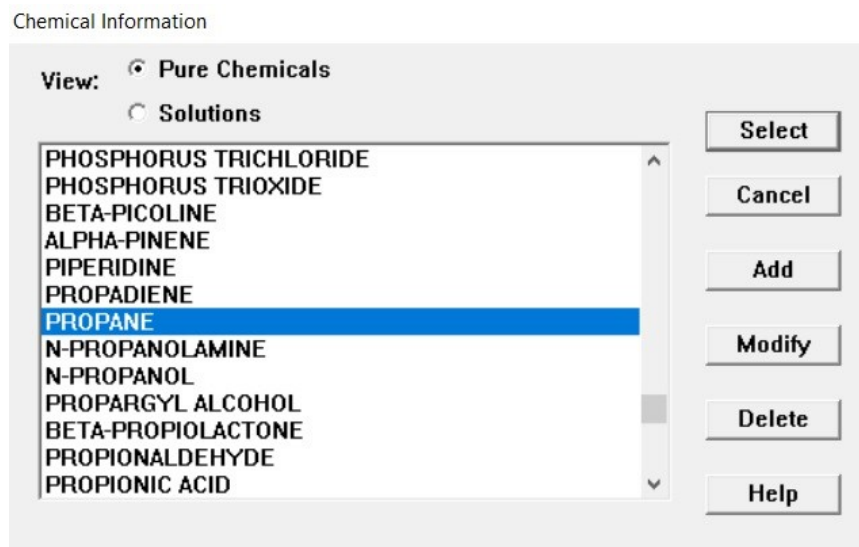 Chemical Information
View:
Pure Chemicals
Solutions
PHOSPHORUS TRICHLORIDE
PHOSPHORUS TRIOXIDE
BETA-PICOLINE
ALPHA-PINENE
PIPERIDINE
PROPADIENE
PROPANE
N-PROPANOLAMINE
N-PROPANOL
PROPARGYL ALCOHOL
BETA-PROPIOLACTONE
PROPIONALDEHYDE
PROPIONIC ACID
Select
Cancel
Add
Modify
Delete
Help